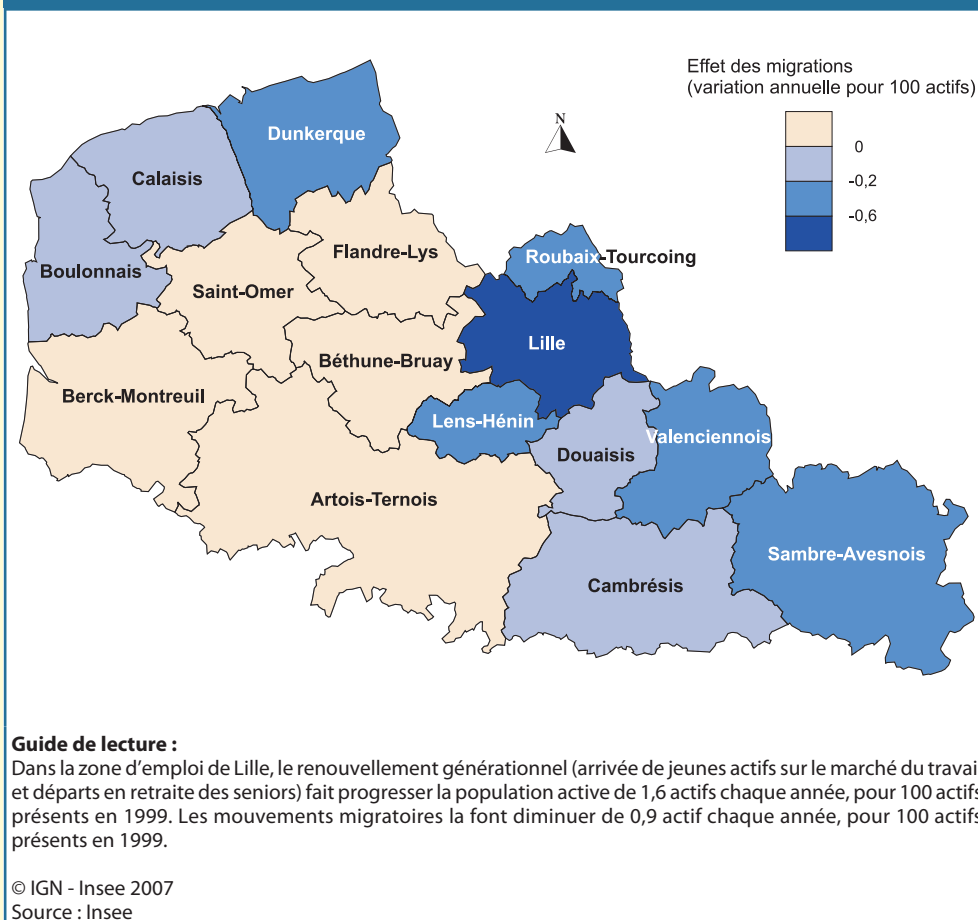 Effet des migrations
(variation annuelle pour 100 actifs)
0
-0,2
-0,6
N
Dunkerque
Calaisis
Flandre-Lys
Roubaix-Tourcoing
Boulonnais
Saint-Omer
Lille
Béthune-Bruay
Berck-Montreuil
Lens-Hénin
Valenciennois
Douaisis
Artois-Ternois
Sambre-Avesnois
Cambrésis
Guide de lecture :
Dans la zone d'emploi de Lille, le renouvellement générationnel (arrivée de jeunes actifs sur le marché du travai
et départs en retraite des seniors) fait progresser la population active de 1,6 actifs chaque année, pour 100 actifs
présents en 1999. Les mouvements migratoires la font diminuer de 0,9 actif chaque année, pour 100 actifs
présents en 1999.
© IGN - Insee 2007
Source : Insee